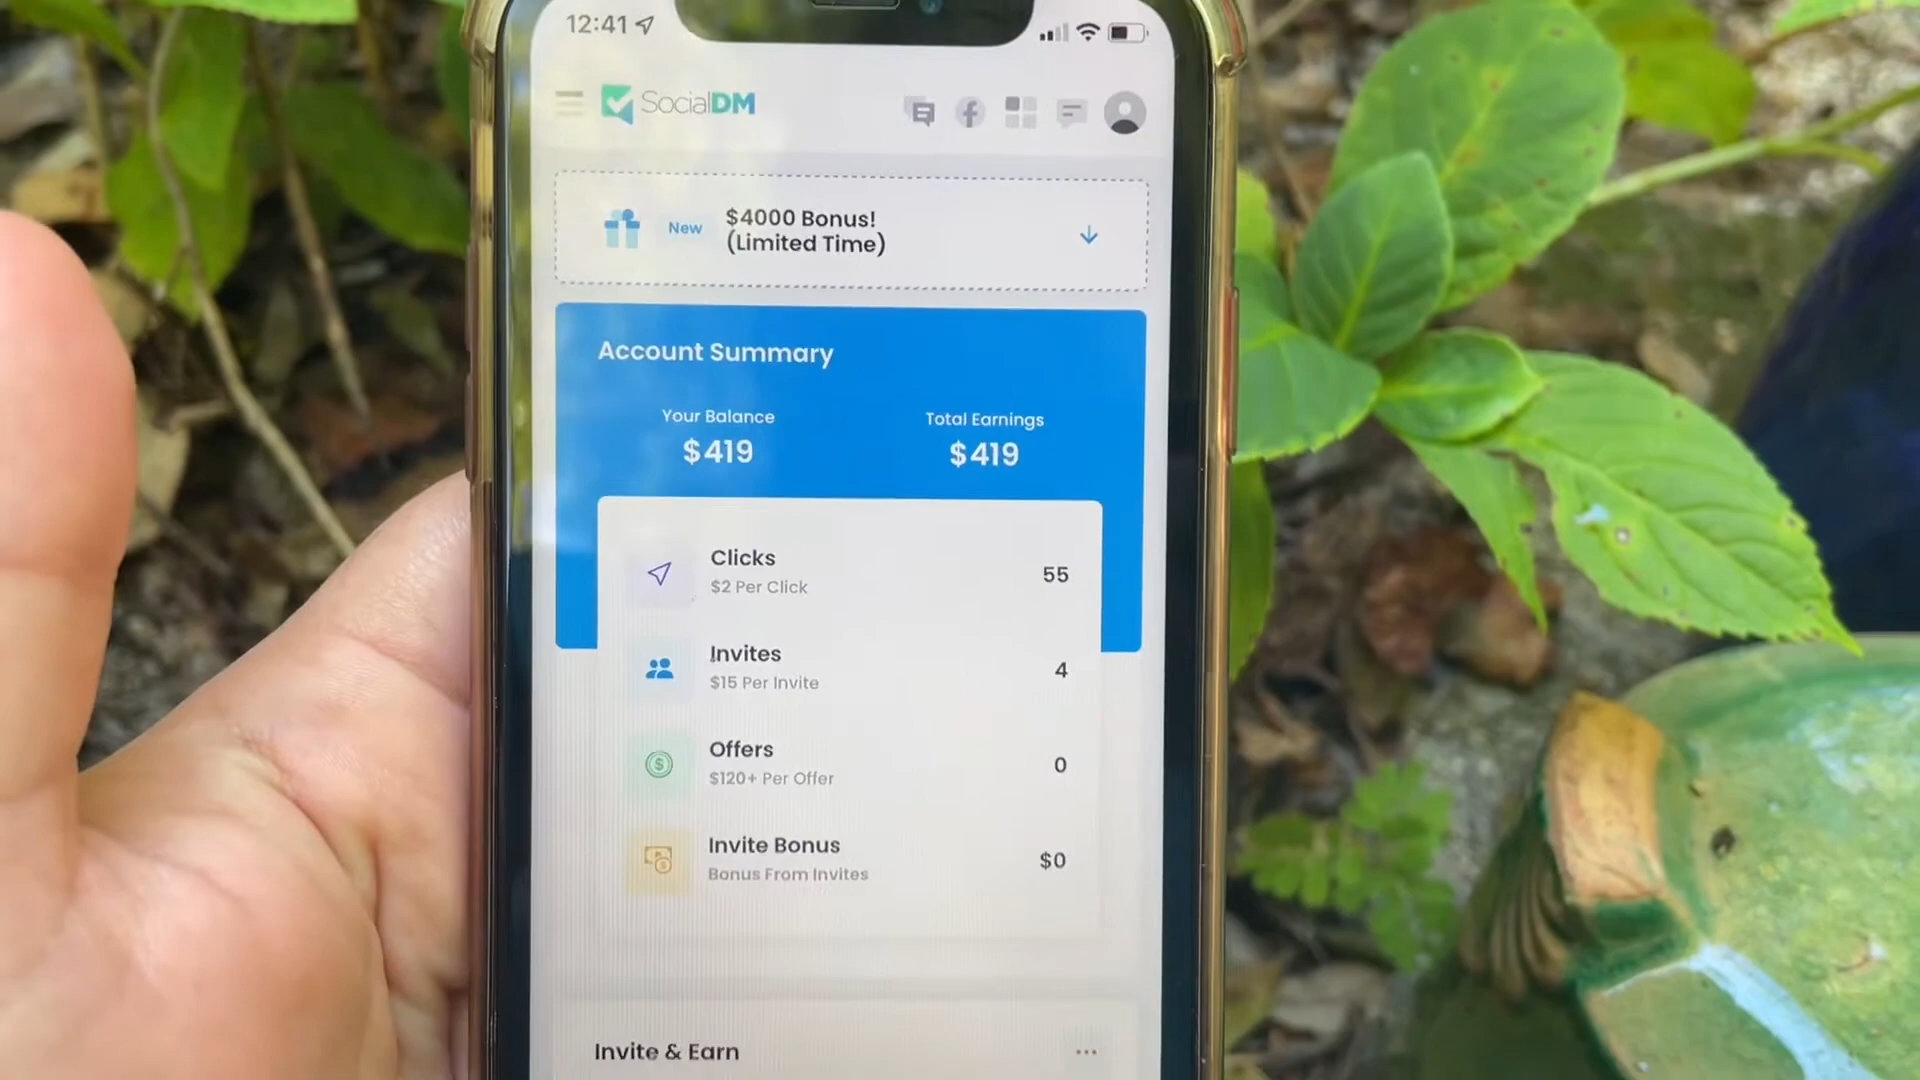 12:41
SocialDM
New
$4000 Bonus!
(Limited Time)
Account Summary
Your Balance
$419
Total Earnings
$419
Clicks
$2 Per Click
55
Invites
$15 Per Invite
4
Offers
$120+ Per Offer
0
Invite Bonus
Bonus From Invites
$0
Invite & Earn